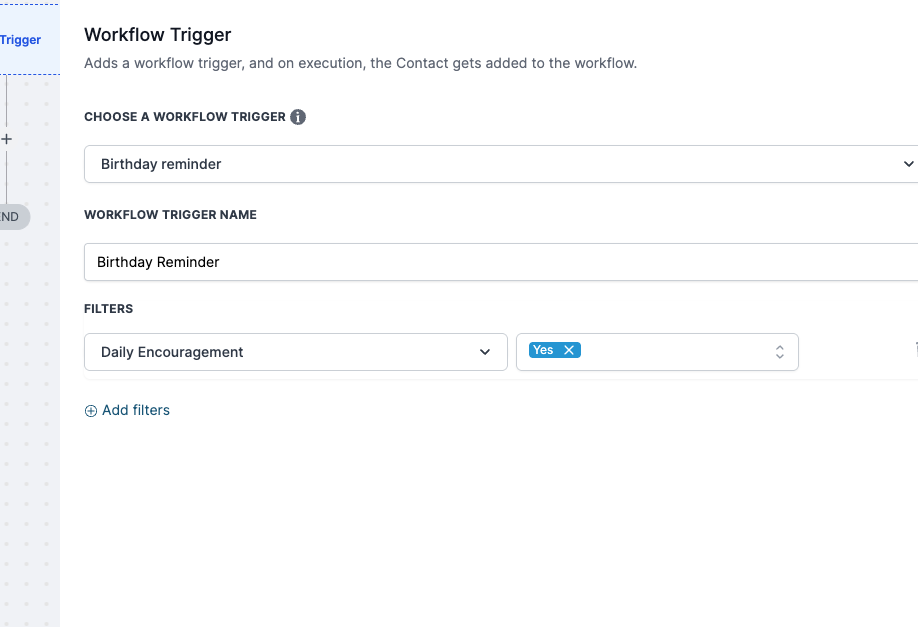 Trigger
Workflow Trigger
Adds a workflow trigger, and on execution, the Contact gets added to the workflow.
CHOOSE A WORKFLOW TRIGGER
Birthday reminder
WORKFLOW TRIGGER NAME
Birthday Reminder
FILTERS
Daily Encouragement
Yes
Add filters